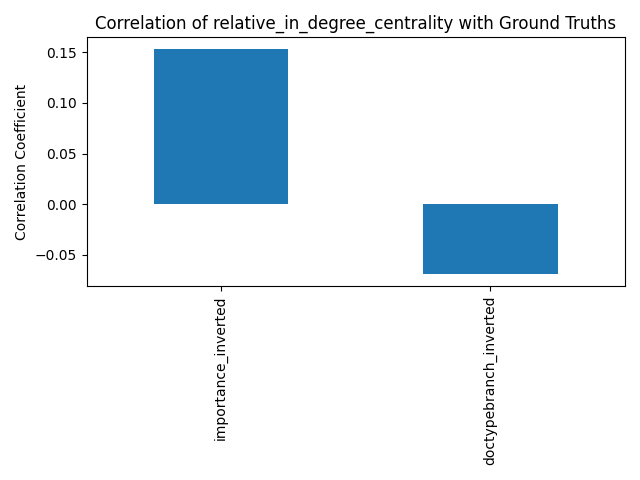 Correlation of relative_in_degree_centrality with Ground Truths
Correlation Coefficient
0.15
0.10
0.05
0.00
−0.05
importance_inverted
doctypebranch_inverted